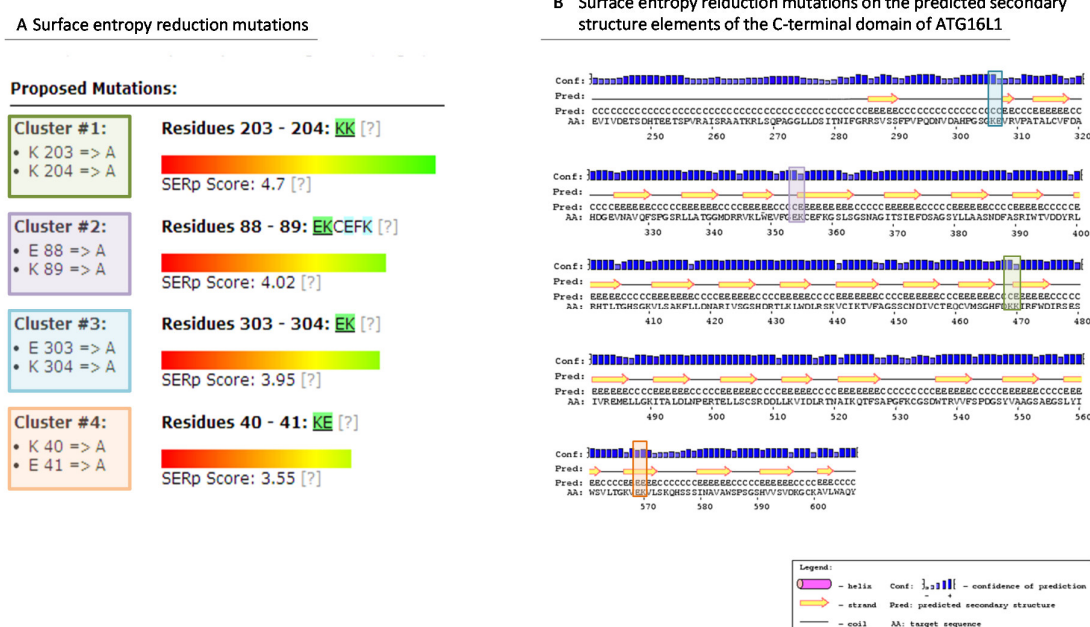 A Surface entropy reduction mutations
Proposed Mutations:
Cluster #1:
• K 203 => A
• K 204 => A
Residues 203 - 204: KK [?]
SERp Score: 4.7 [?]
Cluster #2:
• E 88 => A
• K 89 => A
Residues 88 - 89: EKCEFK [?]
SERp Score: 4.02 [?]
Cluster #3:
• E 303 => A
• K 304 => A
Residues 303 - 304: EK [?]
SERp Score: 3.95 [?]
Cluster #4:
• K 40 => A
• E 41 => A
Residues 40 - 41: KE [?]
SERp Score: 3.55 [?]
B Surface entropy reduction mutations on the predicted secondary
structure elements of the C-terminal domain of ATG16L1
Conf:
Pred:
Pred:
AA: EVIVDETSDHTEETSPVRAISRAATKRLSQPAGGLLDSITNIFGRRSVSSFPVPQDNVDAHPGSGKEVRVPATALCVFDA
250 260 270 280 290 300 310 320
Conf:
Pred:
Pred:
AA: HDGEVNAVQFSPGSRLLATGGMDRRVKLWEVFGEKCEFKGSLSGSNAGITSIEFDSAGSYLLAASNDFASRIWTVDDYRL
330 340 350 360 370 380 390 400
Conf:
Pred:
Pred:
AA: RHTLTGHSGKVLSAKFLLDNARIVSGSHDRTLKLWDLRSKVCIKTVFAGSSCNDIVCTEQCVMSGHFDKKIRFWDIRSES
410 420 430 440 450 460 470 480
Conf:
Pred:
Pred:
AA: IVREMELLGKITALDLNPERTELLSCSRDDLLKVIDLRTNAIKQTFSAPGFKCGSDWTRVVFSPDGSYVAAGSAEGSLYI
490 500 510 520 530 540 550 560
Conf:
Pred:
Pred:
AA: WSVLTGKVEKVLSKQHSSSINAVAWSPSGSHVVSVDKGCKAVLWAQY
570 580 590 600
Legend:
– helix Conf: – confidence of prediction
- +
– strand Pred: predicted secondary structure
– coil AA: target sequence